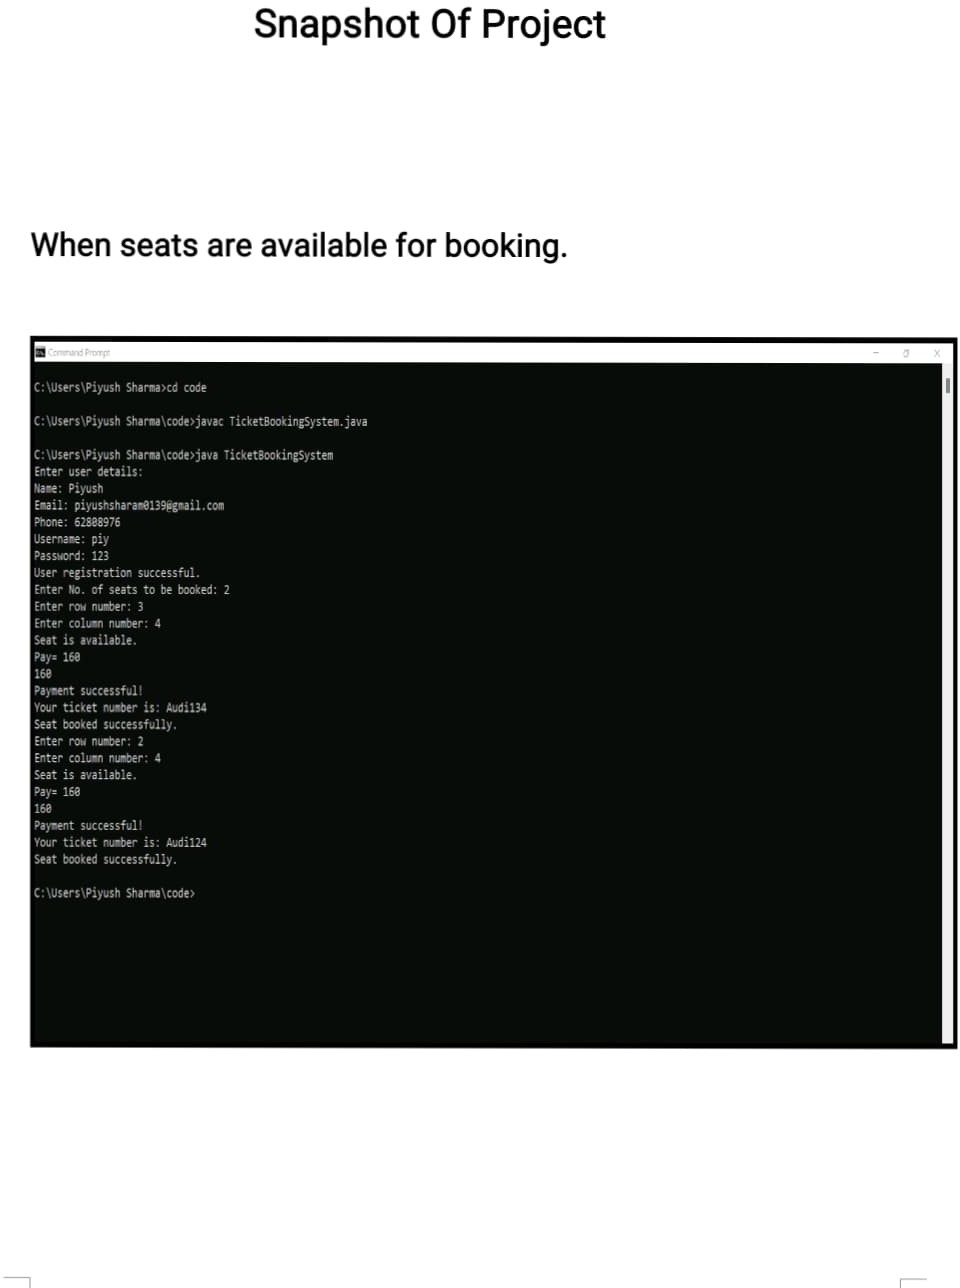 Snapshot Of Project
When seats are available for booking.
Command Prompt
C:\Users\Piyush Sharma>cd code
C:\Users\Piyush Sharma\code>javac TicketBookingSystem.java
C:\Users\Piyush Sharma\code>java TicketBookingSystem
Enter user details:
Name: Piyush
Email: piyushsharam0139@gmail.com
Phone: 62808976
Username: piy
Password: 123
User registration successful.
Enter No. of seats to be booked: 2
Enter row number: 3
Enter column number: 4
Seat is available.
Pay= 160
160
Payment successful!
Your ticket number is: Audi134
Seat booked successfully.
Enter row number: 2
Enter column number: 4
Seat is available.
Pay= 160
160
Payment successful!
Your ticket number is: Audi124
Seat booked successfully.
C:\Users\Piyush Sharma\code>